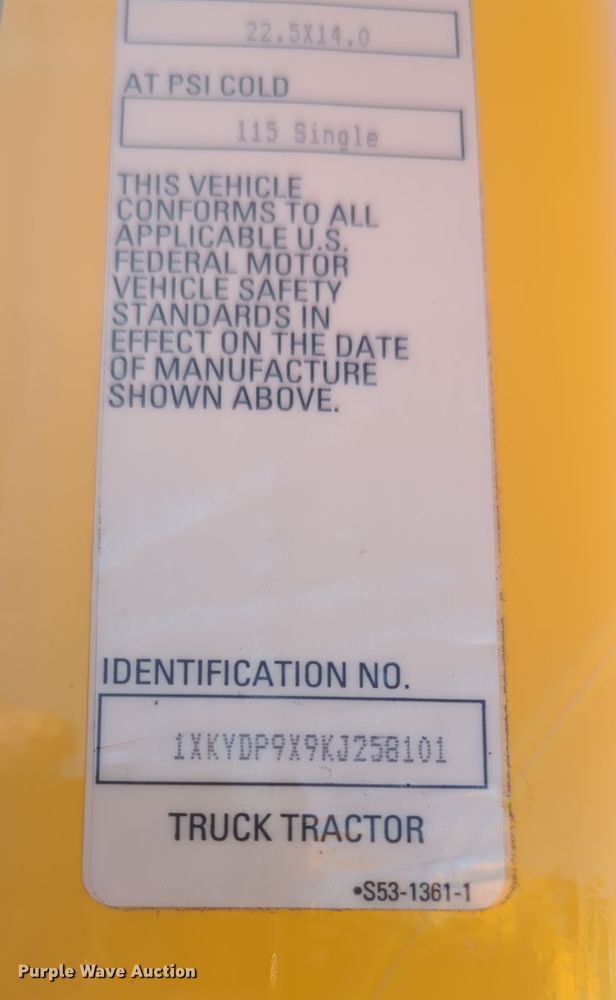 22.5X14.0
AT PSI COLD
115 Single
THIS VEHICLE
CONFORMS TO ALL
APPLICABLE U.S.
FEDERAL MOTOR
VEHICLE SAFETY
STANDARDS IN
EFFECT ON THE DATE
OF MANUFACTURE
SHOWN ABOVE.
IDENTIFICATION NO.
1XKYDP9X9KJ258101
TRUCK TRACTOR
•S53-1361-1
Purple Wave Auction